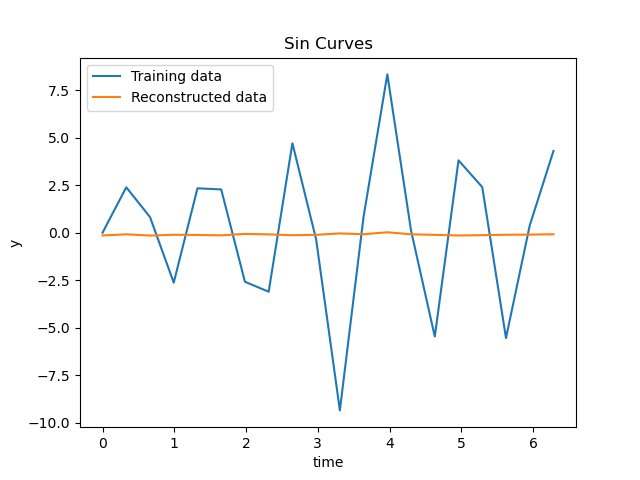 Sin Curves
Training data
Reconstructed data
7.5
5.0
2.5
0.0
−2.5
−5.0
−7.5
−10.0
y
0 1 2 3 4 5 6
time